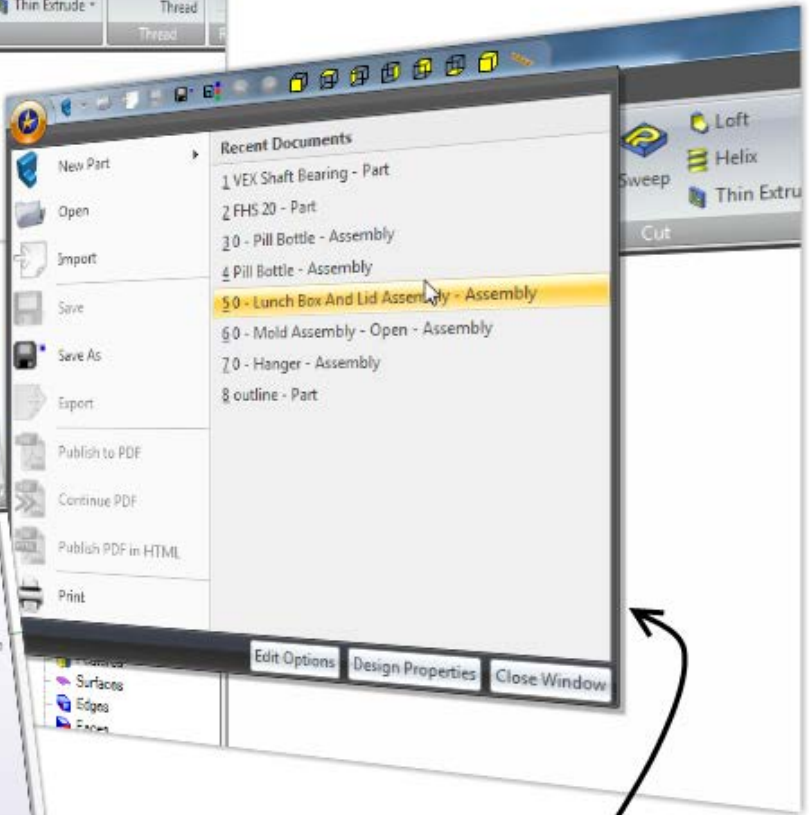 Thin Extrude
Thread
Thread
Loft
Helix
Thin Extru
Sweep
Cut
New Part
Open
Import
Save
Save As
Export
Publish to PDF
Continue PDF
Publish PDF in HTML
Print
Recent Documents
1 VEX Shaft Bearing - Part
2 FHS 20 - Part
3 0 - Pill Bottle - Assembly
4 Pill Bottle - Assembly
5 0 - Lunch Box And Lid Assembly - Assembly
6 0 - Mold Assembly - Open - Assembly
7 0 - Hanger - Assembly
8 outline - Part
Edit Options
Design Properties
Close Window
Surfaces
Edges
Faces